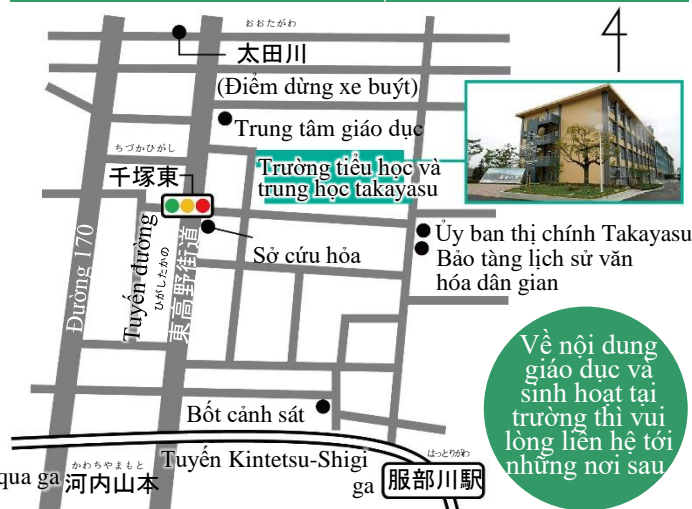 おおたがわ
太田川
(Điểm dừng xe buýt)
Trung tâm giáo dục
ちづかひがし
千塚東
Trường tiểu học và
trung học takayasu
Ủy ban thị chính Takayasu
Bảo tàng lịch sử văn
hóa dân gian
Sở cứu hỏa
Đường 170
Tuyến đường
ひがしたかの
東高野街道
Về nội dung
giáo dục và
sinh hoạt tại
trường thì vui
lòng liên hệ tới
những nơi sau
Bốt cảnh sát
qua ga
かわちやまもと
河内山本
Tuyến Kintetsu-Shigi
ga
はっとりがわ
服部川駅